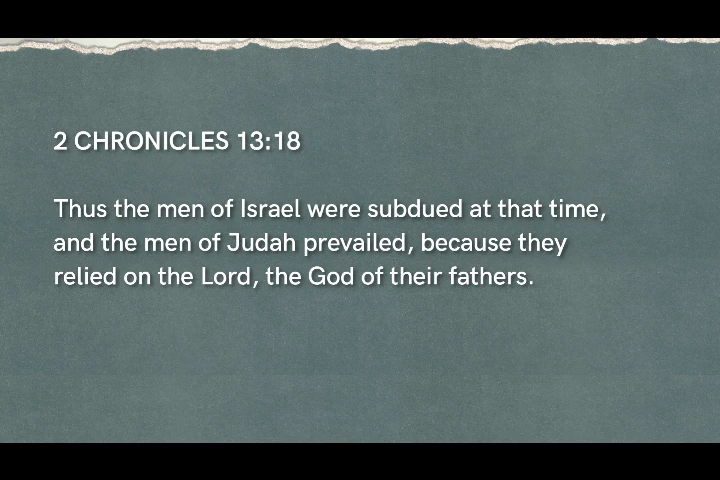 2 CHRONICLES 13:18
Thus the men of Israel were subdued at that time,
and the men of Judah prevailed, because they
relied on the Lord, the God of their fathers.